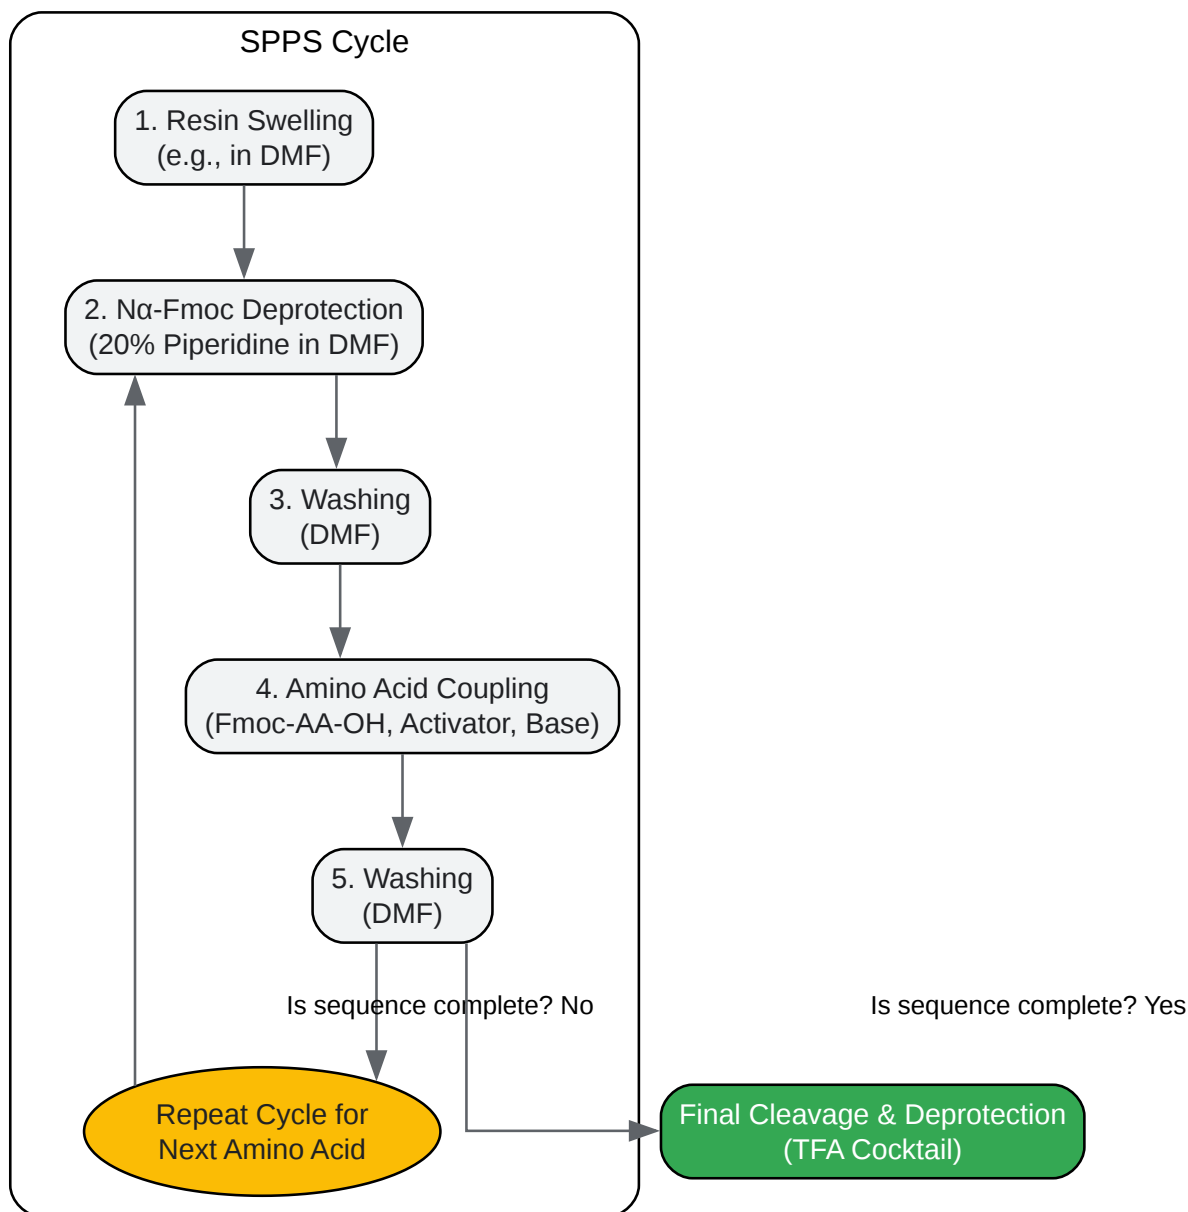 SPPS Cycle
1. Resin Swelling
(e.g., in DMF)
2. Nα-Fmoc Deprotection
(20% Piperidine in DMF)
3. Washing
(DMF)
4. Amino Acid Coupling
(Fmoc-AA-OH, Activator, Base)
5. Washing
(DMF)
Is sequence complete? No
Is sequence complete? Yes
Repeat Cycle for
Next Amino Acid
Final Cleavage & Deprotection
(TFA Cocktail)